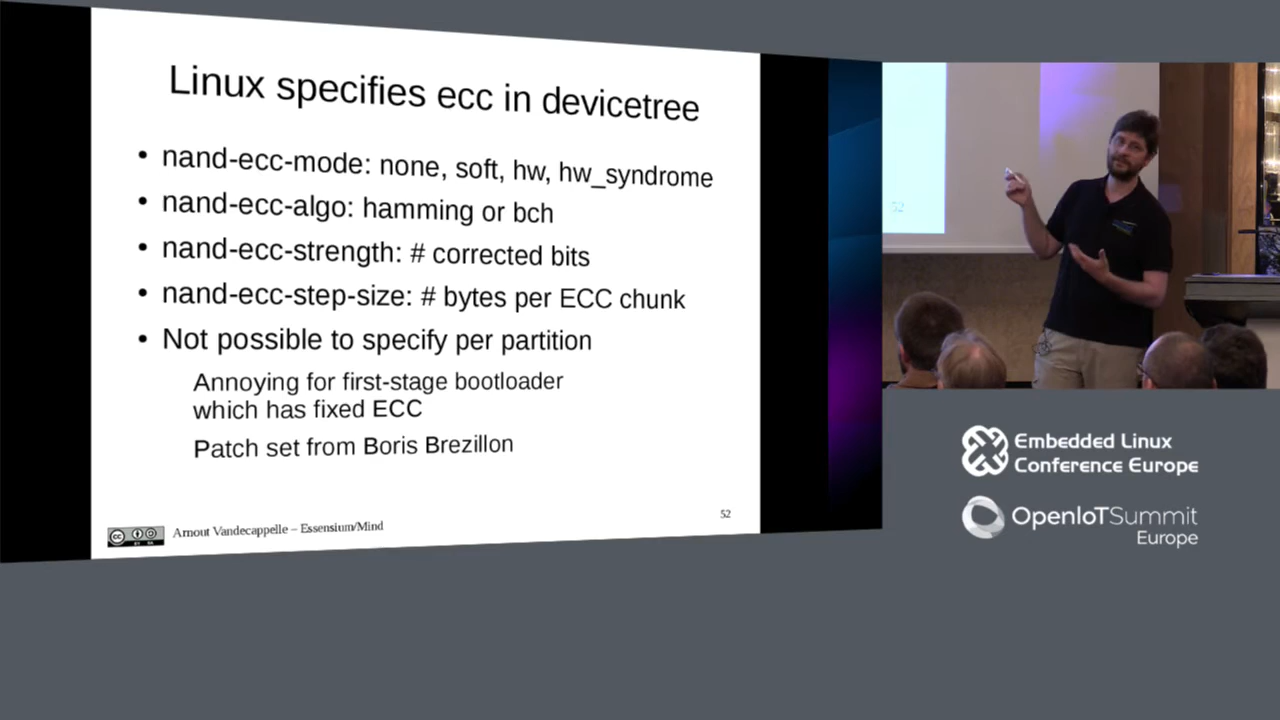 Linux specifies ecc in devicetree
• nand-ecc-mode: none, soft, hw, hw_syndrome
• nand-ecc-algo: hamming or bch
• nand-ecc-strength: # corrected bits
• nand-ecc-step-size: # bytes per ECC chunk
• Not possible to specify per partition
Annoying for first-stage bootloader
which has fixed ECC
Patch set from Boris Brezillon
Arnout Vandecappelle – Essensium/Mind
52
52
Embedded Linux
Conference Europe
OpenIoTSummit
Europe